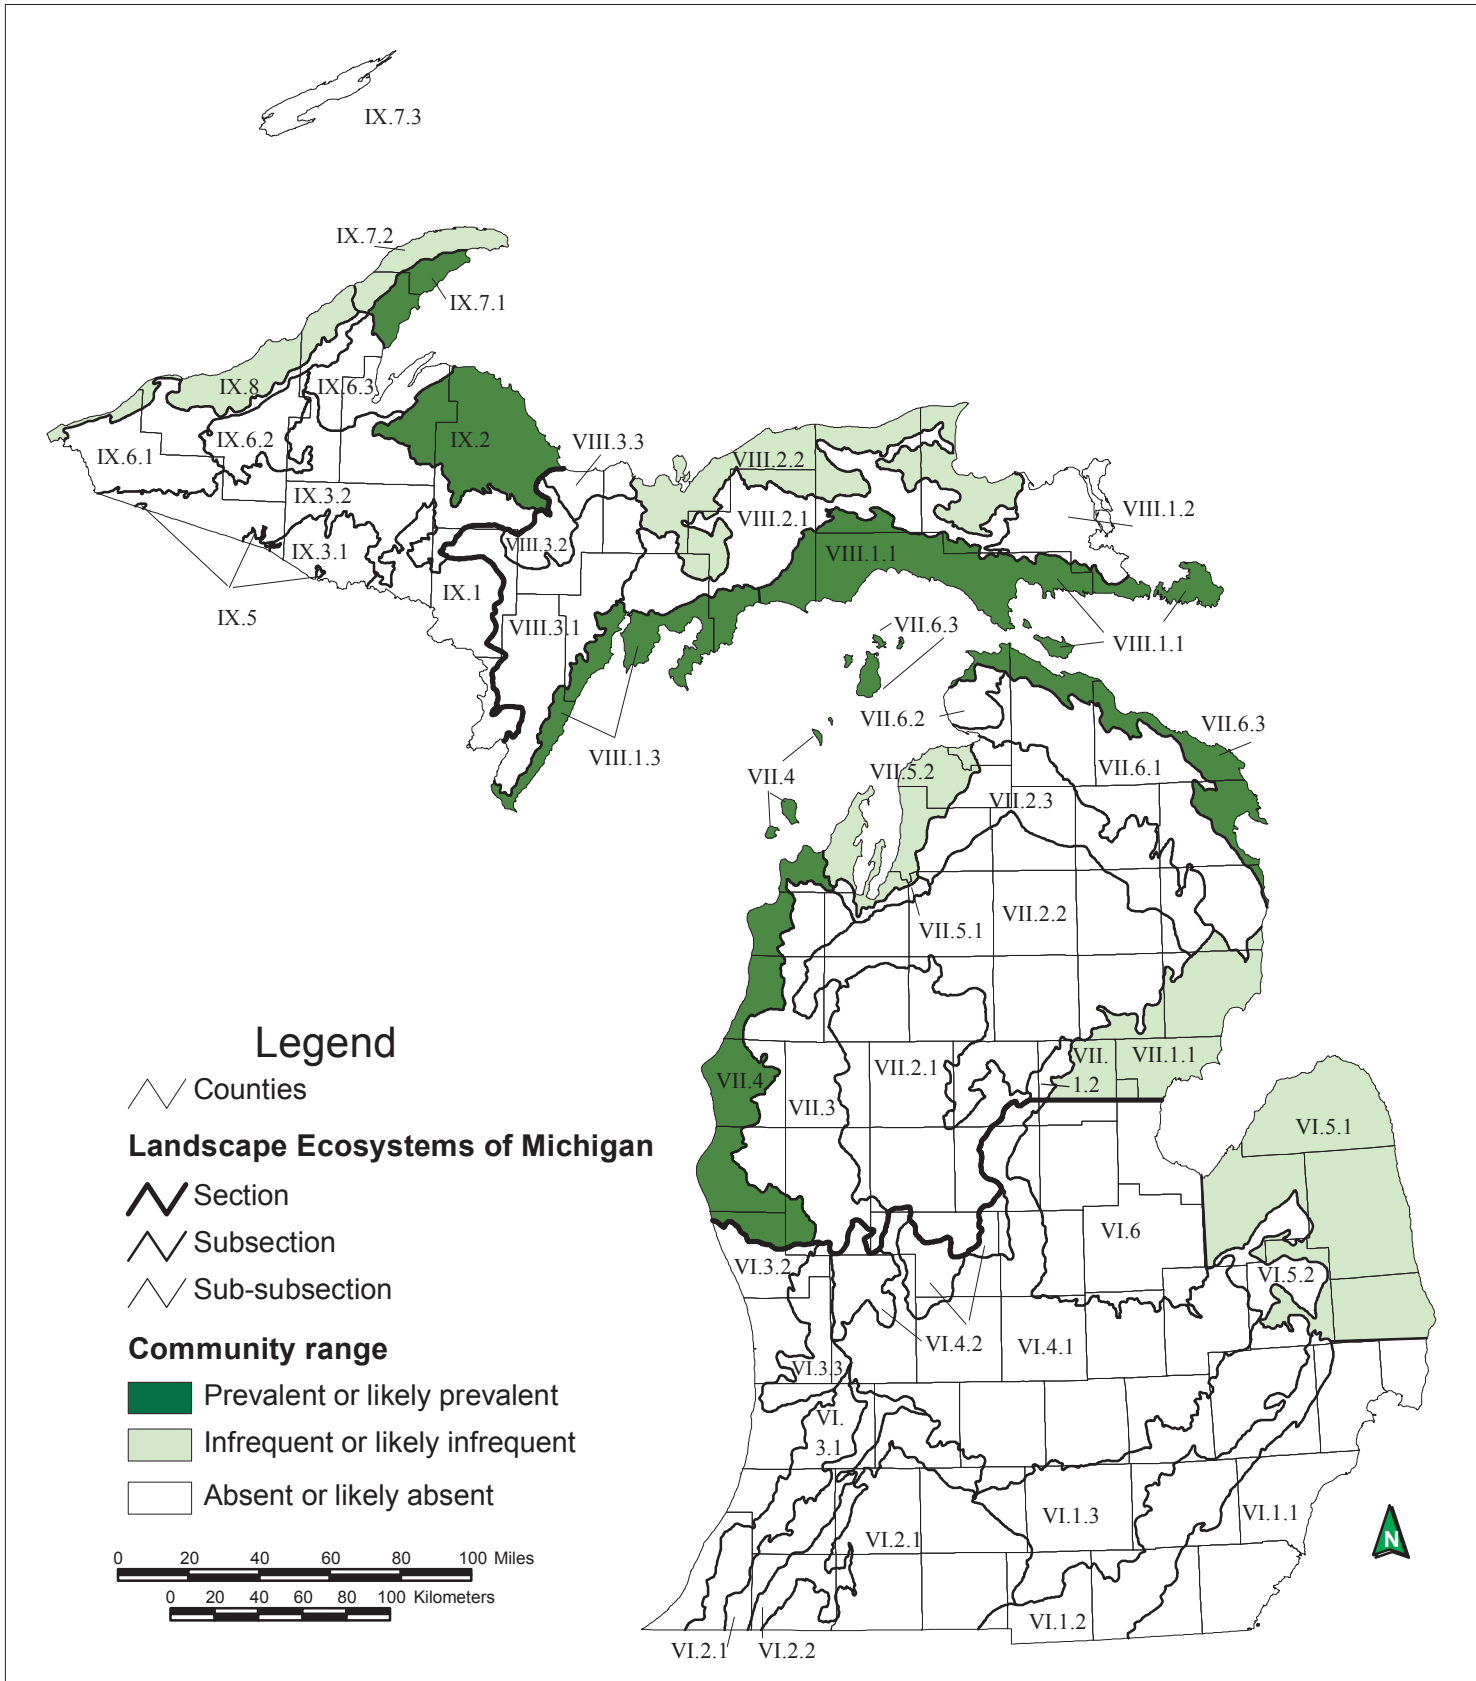 IX.7.3
IX.7.2
IX.7.1
IX.8
IX.6.3
IX.2
IX.6.2
IX.6.1
VIII.3.3
VIII.2.2
IX.3.2
VIII.2.1
VIII.1.2
IX.3.1
VIII.3.2
VIII.1.1
IX.1
IX.5
VIII.3.1
VII.6.3
VIII.1.1
VII.6.2
VII.6.3
VIII.1.3
VII.4
VII.5.2
VII.6.1
VII.2.3
VII.2.2
VII.5.1
VII.4
VII.3
VII.2.1
VII.
1.2
VII.1.1
VI.5.1
VI.6
VI.3.2
VI.5.2
VI.4.2
VI.4.1
VI.3.3
VI.
3.1
VI.1.3
VI.1.1
VI.2.1
VI.1.2
VI.2.1
VI.2.2
Legend
Counties
Landscape Ecosystems of Michigan
Section
Subsection
Sub-subsection
Community range
Prevalent or likely prevalent
Infrequent or likely infrequent
Absent or likely absent
0 20 40 60 80 100 Miles
0 20 40 60 80 100 Kilometers
N